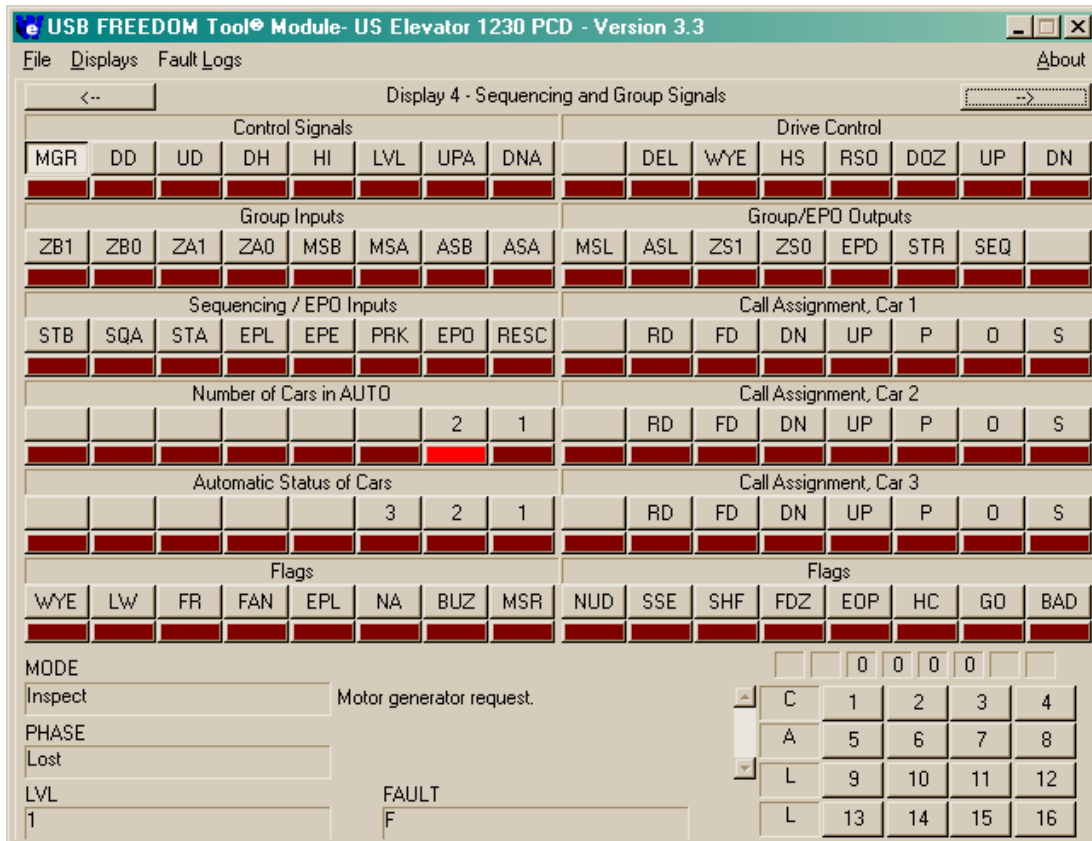 e USB FREEDOM Tool® Module- US Elevator 1230 PCD - Version 3.3
File Displays Fault Logs About
<-- Display 4 - Sequencing and Group Signals -->
Control Signals Drive Control
MGR DD UD DH HI LVL UPA DNA DEL WYE HS RSO DOZ UP DN
Group Inputs Group/EPO Outputs
ZB1 ZB0 ZA1 ZA0 MSB MSA ASB ASA MSL ASL ZS1 ZS0 EPD STR SEQ
Sequencing / EPO Inputs Call Assignment, Car 1
STB SQA STA EPL EPE PRK EPO RESC RD FD DN UP P O S
Number of Cars in AUTO Call Assignment, Car 2
2 1 RD FD DN UP P O S
Automatic Status of Cars Call Assignment, Car 3
3 2 1 RD FD DN UP P O S
Flags Flags
WYE LW FR FAN EPL NA BUZ MSR NUD SSE SHF FDZ EOP HC GO BAD
MODE 0 0 0 0
Inspect Motor generator request. C 1 2 3 4
PHASE A 5 6 7 8
Lost
L 9 10 11 12
LVL FAULT
1 F L 13 14 15 16